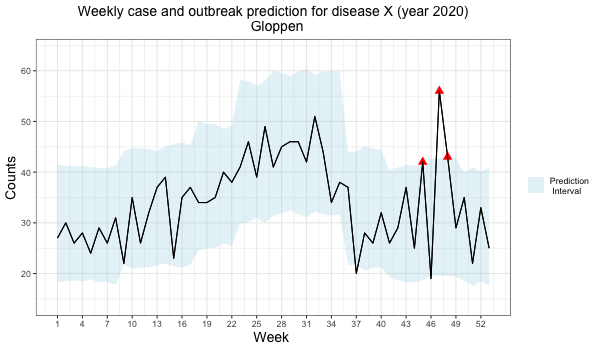 Weekly case and outbreak prediction for disease X (year 2020)
Gloppen
60
50
40
30
20
Counts
1 4 7 10 13 16 19 22 25 28 31 34 37 40 43 46 49 52
Week
Prediction
Interval